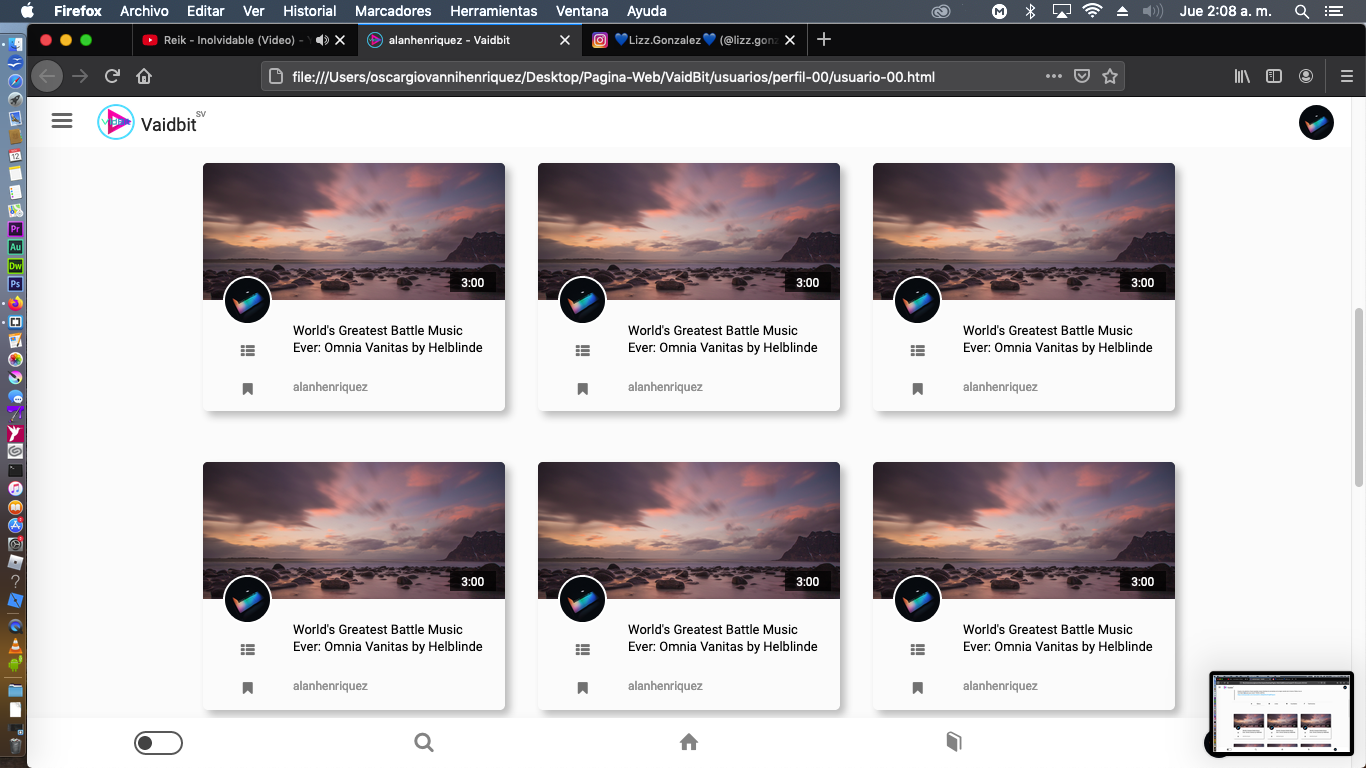 Firefox Archivo Editar Ver Historial Marcadores Herramientas Ventana Ayuda Jue 2:08 a. m.
Reik - Inolvidable (Video) - alanhenriquez - Vaidbit 💙Lizz.Gonzalez💙 (@lizz.gonz
file:///Users/oscargiovannihenriquez/Desktop/Pagina-Web/VaidBit/usuarios/perfil-00/usuario-00.html
Vaidbit SV
3:00 3:00 3:00
World's Greatest Battle Music World's Greatest Battle Music World's Greatest Battle Music
Ever: Omnia Vanitas by Helblinde Ever: Omnia Vanitas by Helblinde Ever: Omnia Vanitas by Helblinde
alanhenriquez alanhenriquez alanhenriquez
3:00 3:00 3:00
World's Greatest Battle Music World's Greatest Battle Music World's Greatest Battle Music
Ever: Omnia Vanitas by Helblinde Ever: Omnia Vanitas by Helblinde Ever: Omnia Vanitas by Helblinde
alanhenriquez alanhenriquez alanhenriquez
12
Pr
Au
Dw
Ps